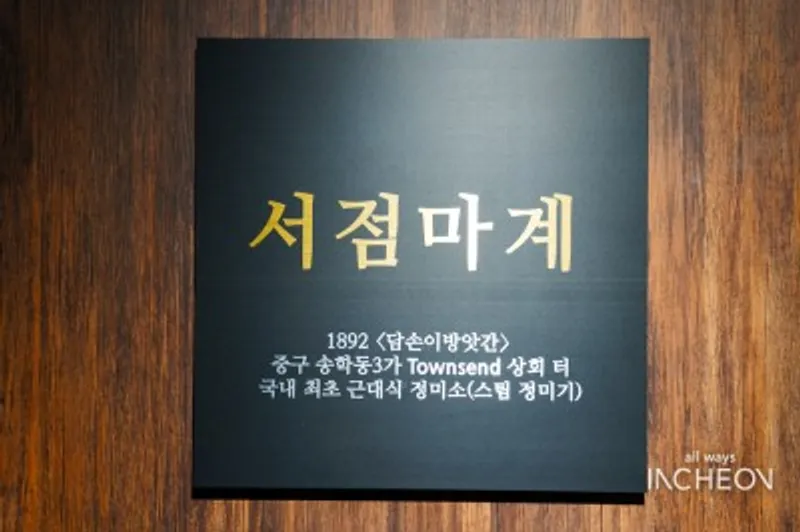 서점마계
1892 <담손이방앗간>
중구 송학동3가 Townsend 상회 터
국내 최초 근대식 정미소(스팀 정미기)
all ways
INCHEON